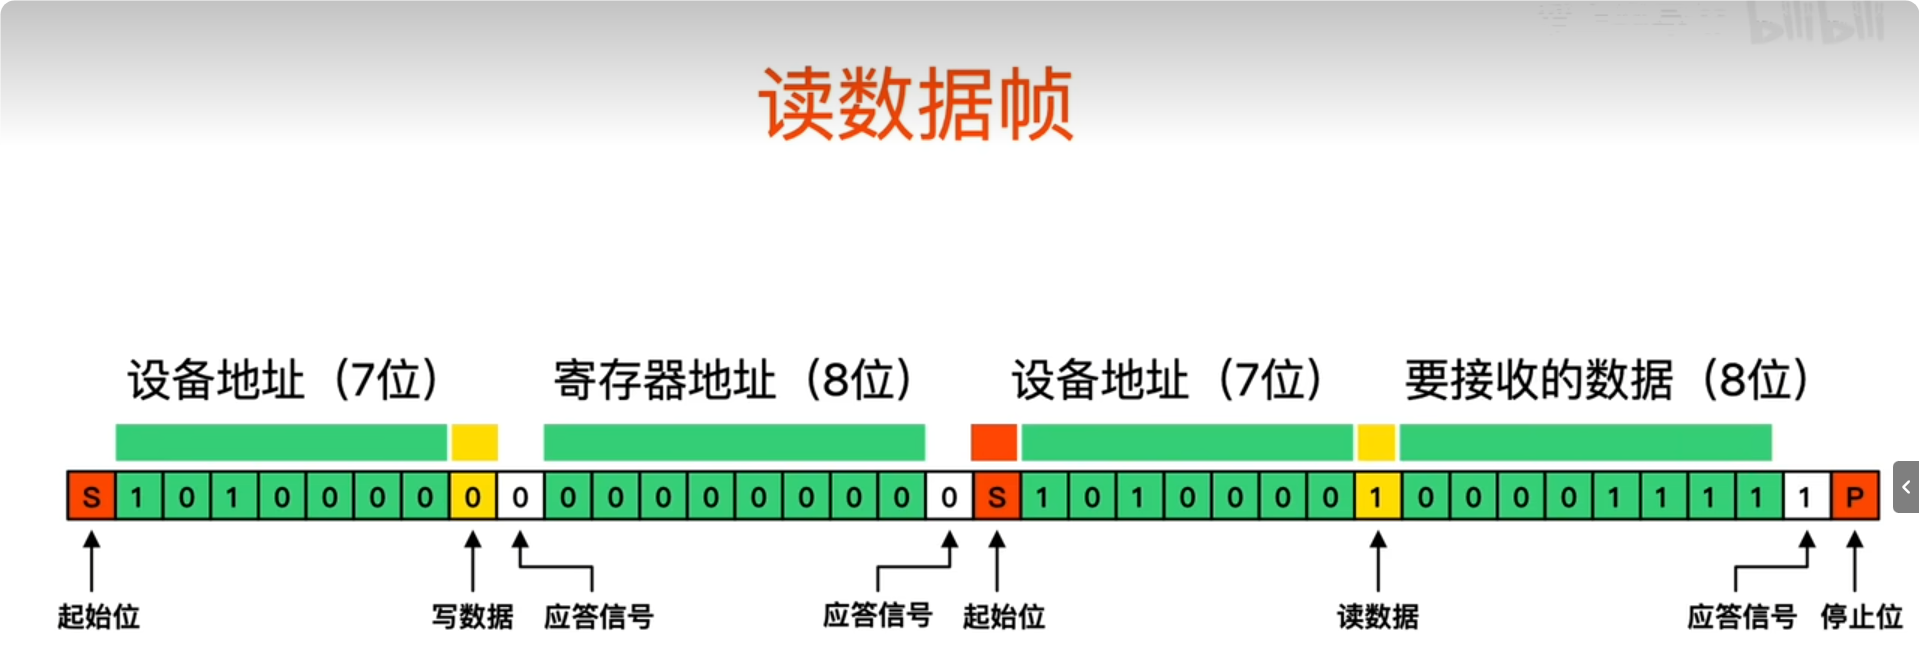 bilibili
读数据帧
设备地址（7位） 寄存器地址（8位） 设备地址（7位） 要接收的数据（8位）
S 1 0 1 0 0 0 0 0 0 0 0 0 0 0 0 0 0 0 S 1 0 1 0 0 0 0 1 0 0 0 0 1 1 1 1 1 P
起始位 写数据 应答信号 应答信号 起始位 读数据 应答信号 停止位